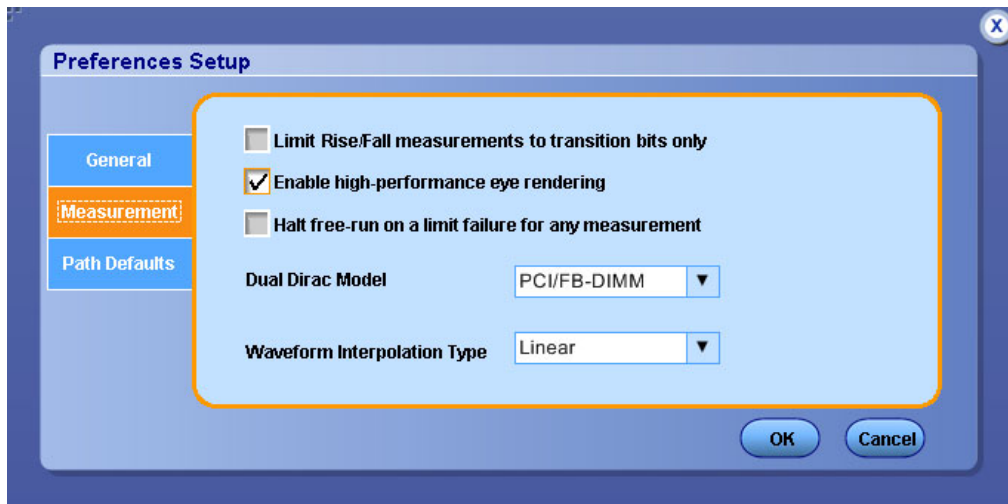 X
Preferences Setup
General
Measurement
Path Defaults
Limit Rise/Fall measurements to transition bits only
Enable high-performance eye rendering
Halt free-run on a limit failure for any measurement
Dual Dirac Model
PCI/FB-DIMM
Waveform Interpolation Type
Linear
OK
Cancel